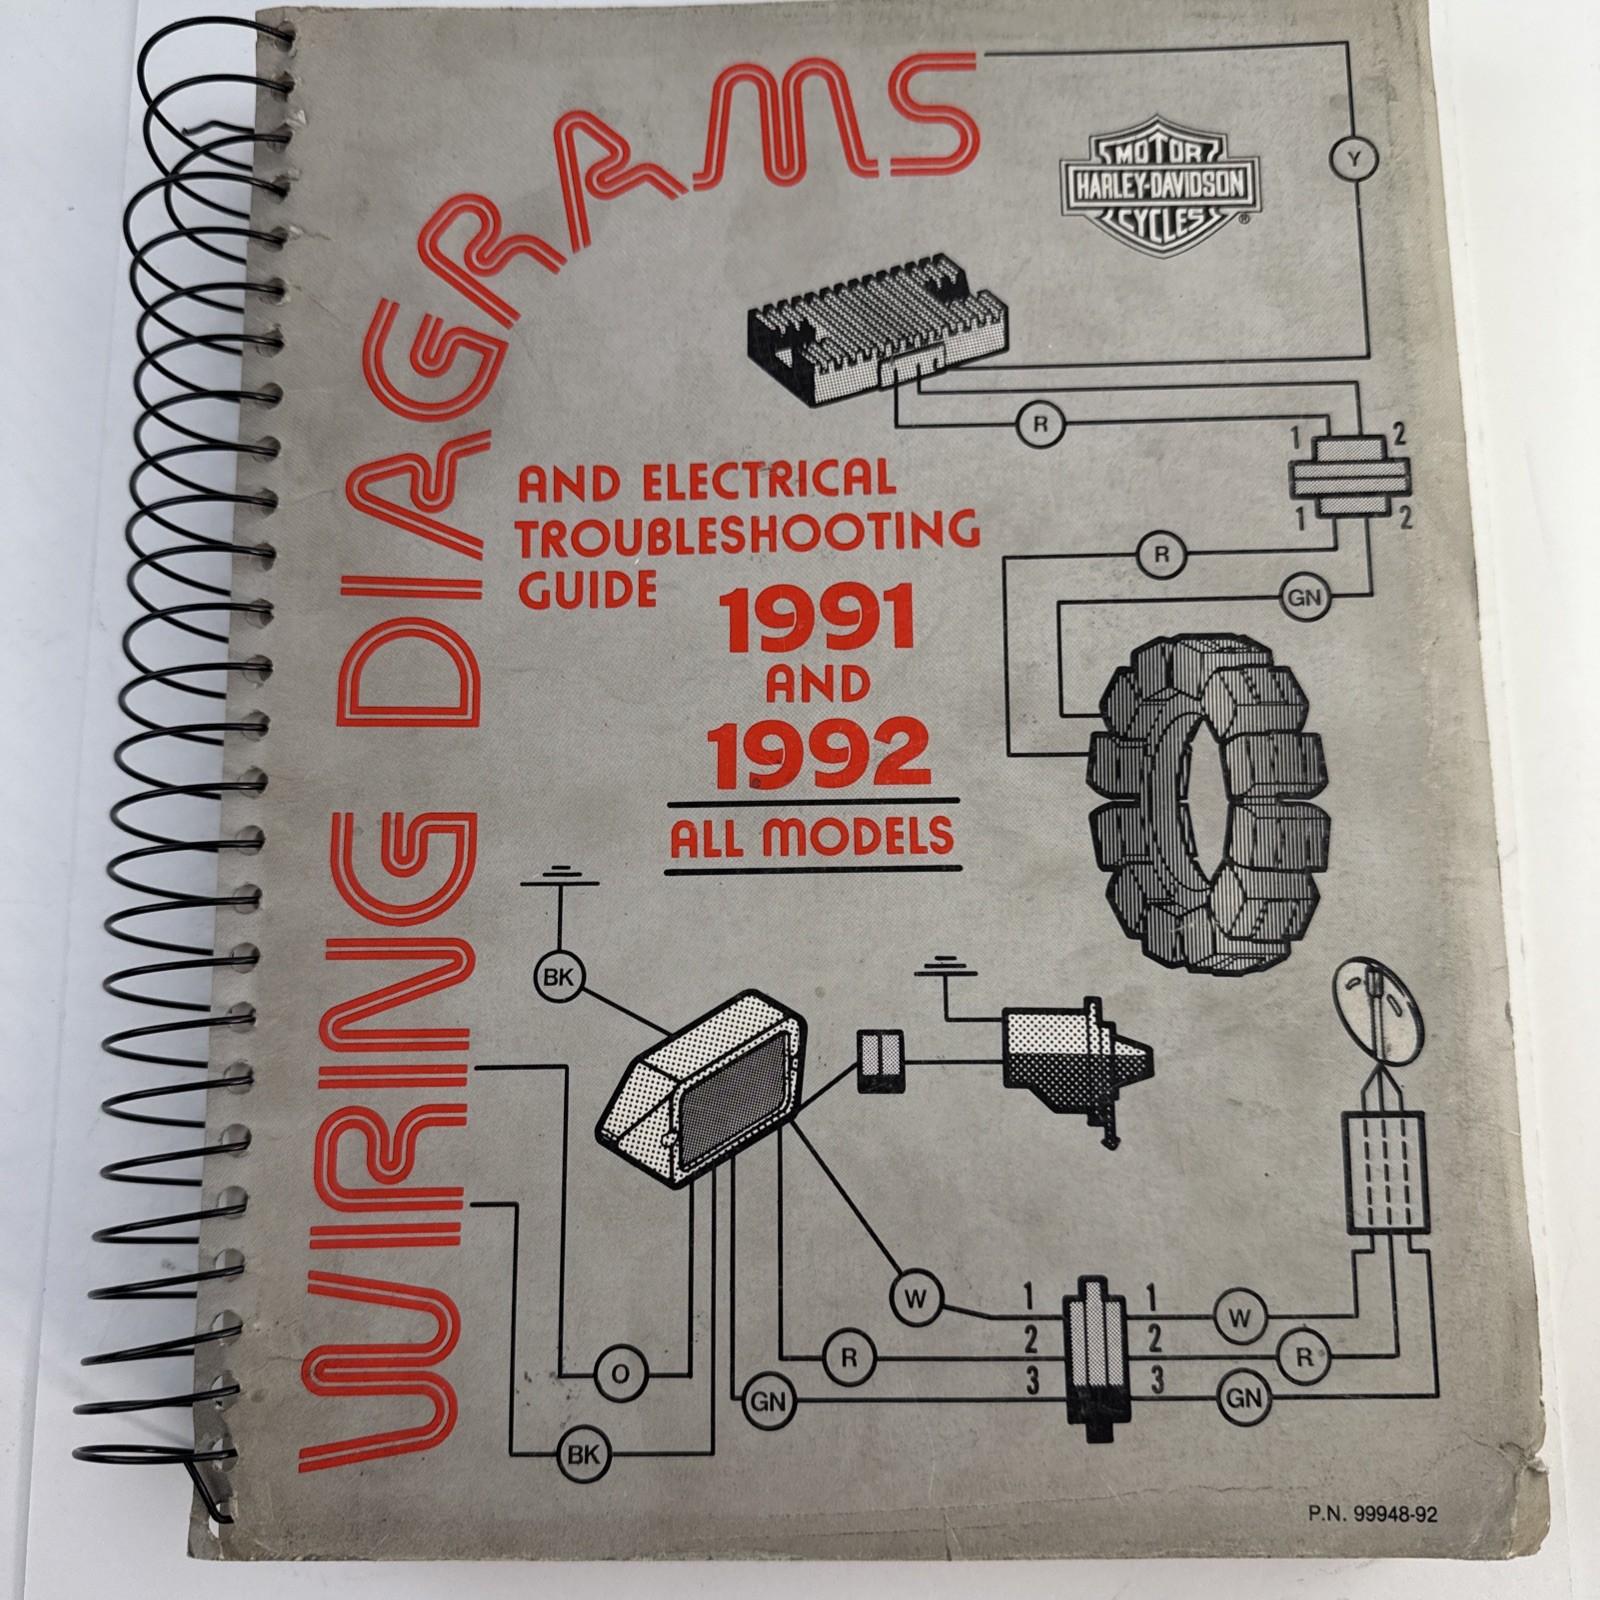 WIRING DIAGRAMS
MOTOR
HARLEY-DAVIDSON
CYCLES
®
Y
R
1 2
1 2
AND ELECTRICAL
TROUBLESHOOTING
GUIDE
1991
AND
1992
ALL MODELS
R
GN
BK
W
1 1
W
2 2
R
R
3 3
O
GN
GN
BK
P.N. 99948-92